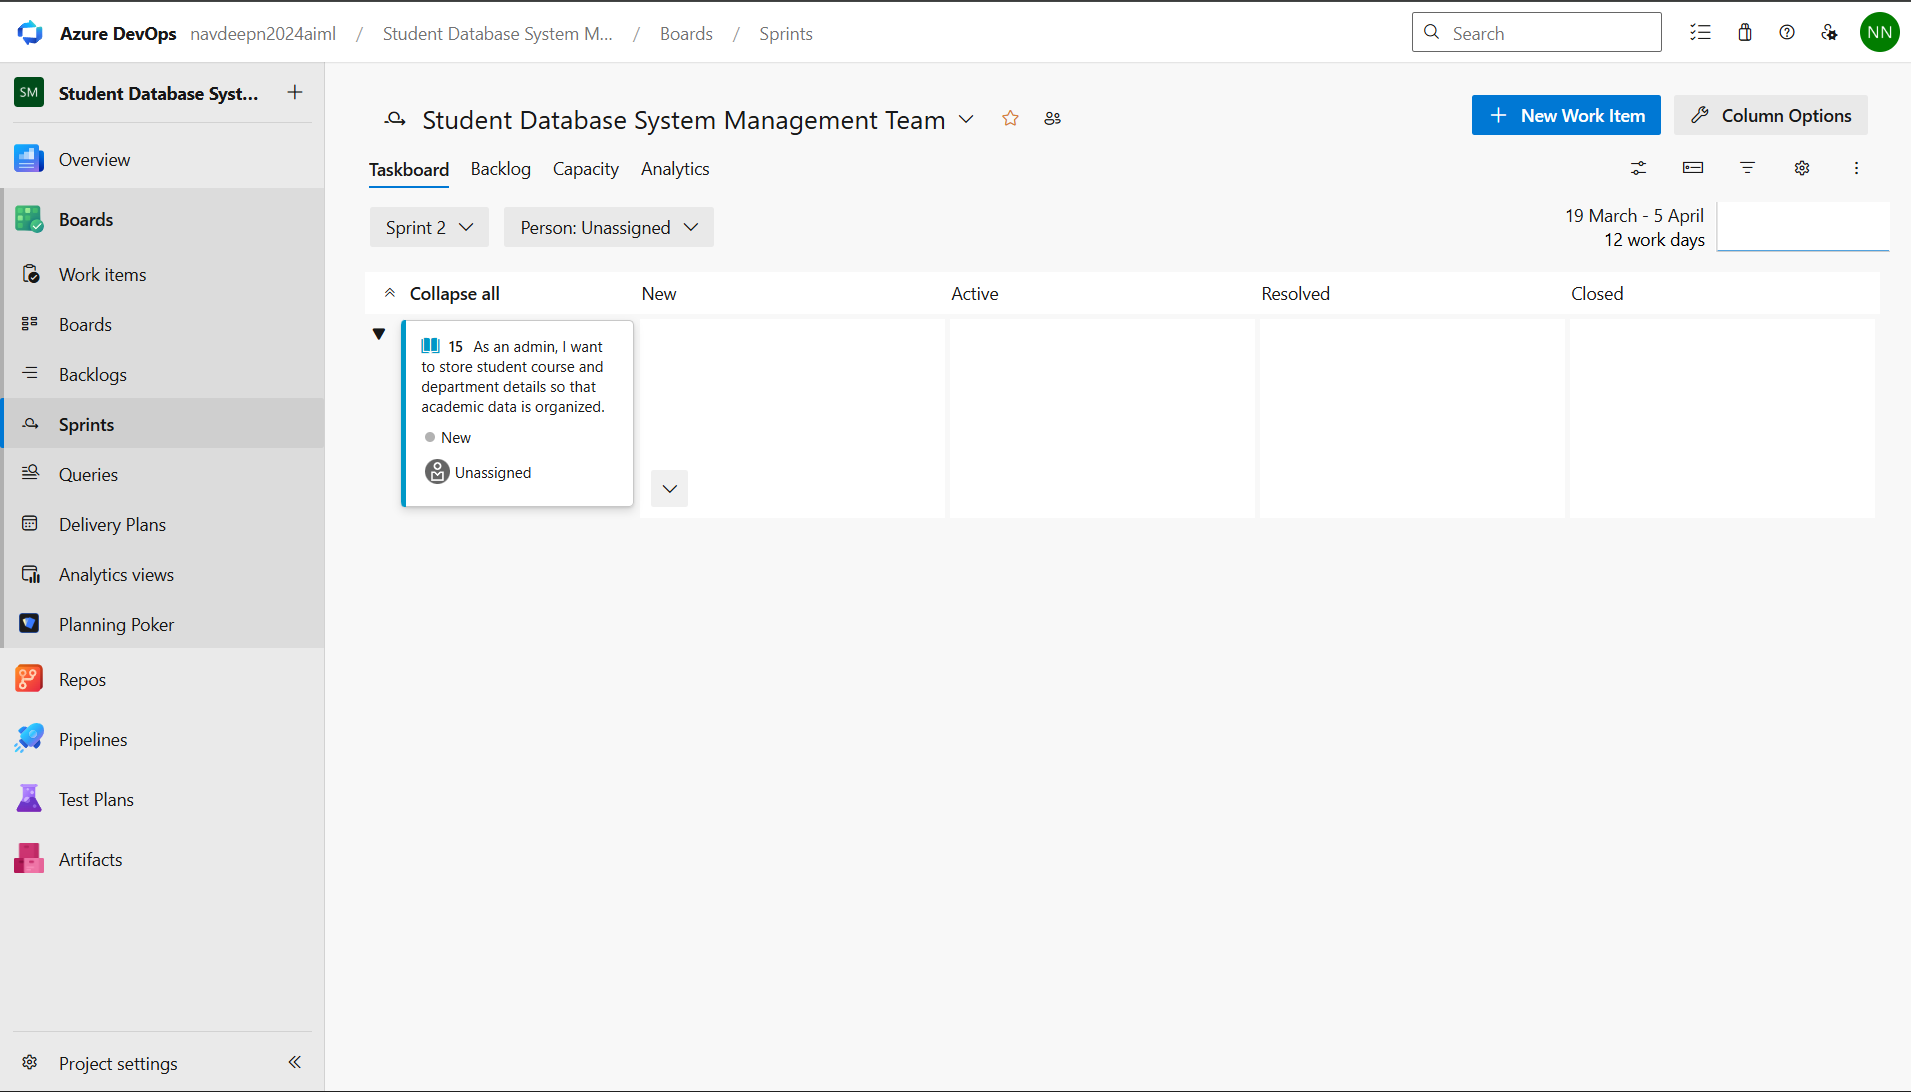 Azure DevOps navdeepn2024aiml / Student Database System M... / Boards / Sprints
Search
NN
SM Student Database Syst...
Overview
Boards
Work items
Boards
Backlogs
Sprints
Queries
Delivery Plans
Analytics views
Planning Poker
Repos
Pipelines
Test Plans
Artifacts
Project settings
Student Database System Management Team
New Work Item
Column Options
Taskboard Backlog Capacity Analytics
Sprint 2
Person: Unassigned
19 March - 5 April
12 work days
Collapse all New Active Resolved Closed
15 As an admin, I want
to store student course and
department details so that
academic data is organized.
New
Unassigned